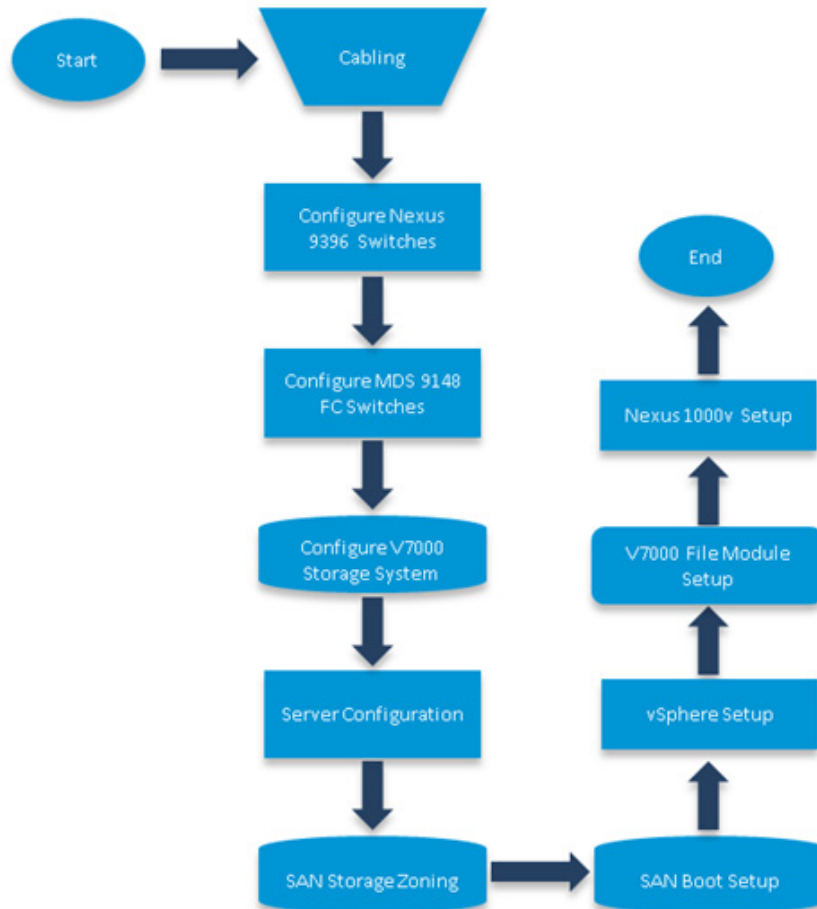 Start
Cabling
Configure Nexus
9396 Switches
Configure MDS 9148
FC Switches
Configure V7000
Storage System
Server Configuration
SAN Storage Zoning
SAN Boot Setup
vSphere Setup
V7000 File Module
Setup
Nexus 1000v Setup
End